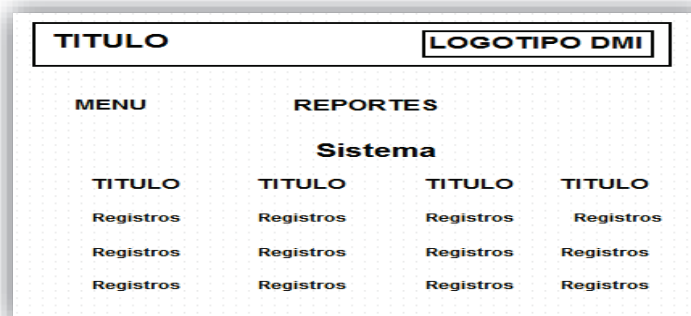 TITULO LOGOTIPO DMI
MENU REPORTES
Sistema
TITULO TITULO TITULO TITULO
Registros Registros Registros Registros
Registros Registros Registros Registros
Registros Registros Registros Registros